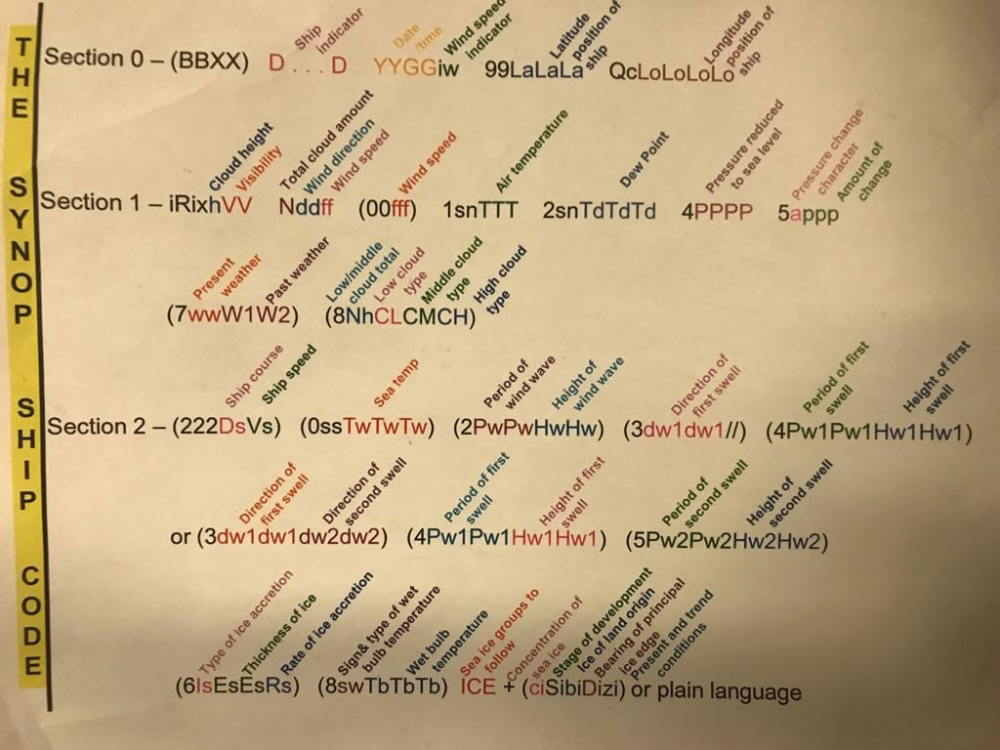 THE SYNOP SHIP CODE
Ship indicator
Date /time
Wind speed indicator
Latitude position of ship
Longitude position of ship
Section 0 – (BBXX) D . . . D YYGGiw 99LaLaLa QcLoLoLoLo
Cloud height
Visibility
Total cloud amount
Wind direction
Wind speed
Wind speed
Air temperature
Dew Point
Pressure reduced to sea level
Pressure change character
Amount of change
Section 1 – iRixhVV Nddff (00fff) 1snTTT 2snTdTdTd 4PPPP 5appp
Present weather
Past weather
Low/middle cloud total
Low cloud type
Middle cloud type
High cloud type
(7wwW1W2) (8NhCLCMCH)
Ship course
Ship speed
Sea temp
Period of wind wave
Height of wind wave
Direction of first swell
Period of first swell
Height of first swell
Section 2 – (222DsVs) (0ssTwTwTw) (2PwPwHwHw) (3dw1dw1//) (4Pw1Pw1Hw1Hw1)
Direction of first swell
Direction of second swell
Period of first swell
Height of first swell
Period of second swell
Height of second swell
or (3dw1dw1dw2dw2) (4Pw1Pw1Hw1Hw1) (5Pw2Pw2Hw2Hw2)
Type of ice accretion
Thickness of ice
Rate of ice accretion
Sign& type of wet bulb temperature
Wet bulb temperature
Sea ice groups to follow
Concentration of sea ice
Stage of development
Ice of land origin
Bearing of principal ice edge
Present and trend conditions
(6IsEsEsRs) (8swTbTbTb) ICE + (ciSibiDizi) or plain language